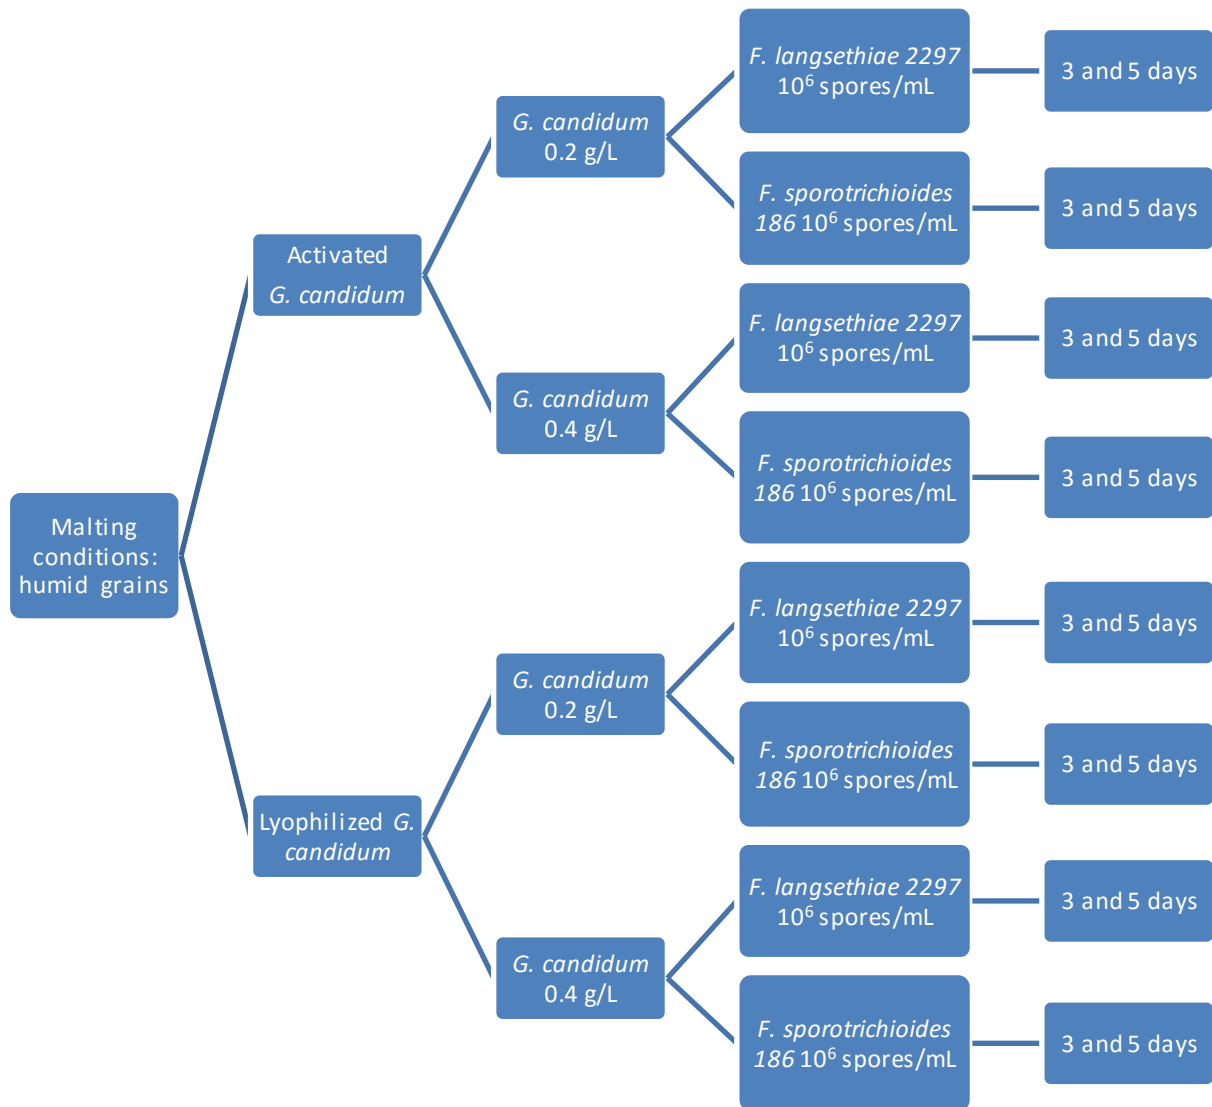 Malting
conditions:
humid grains
Activated
G. candidum
G. candidum
0.2 g/L
F. langsethiae 2297
10⁶ spores/mL
3 and 5 days
F. sporotrichioides
186 10⁶ spores/mL
3 and 5 days
G. candidum
0.4 g/L
F. langsethiae 2297
10⁶ spores/mL
3 and 5 days
F. sporotrichioides
186 10⁶ spores/mL
3 and 5 days
Lyophilized G.
candidum
G. candidum
0.2 g/L
F. langsethiae 2297
10⁶ spores/mL
3 and 5 days
F. sporotrichioides
186 10⁶ spores/mL
3 and 5 days
G. candidum
0.4 g/L
F. langsethiae 2297
10⁶ spores/mL
3 and 5 days
F. sporotrichioides
186 10⁶ spores/mL
3 and 5 days